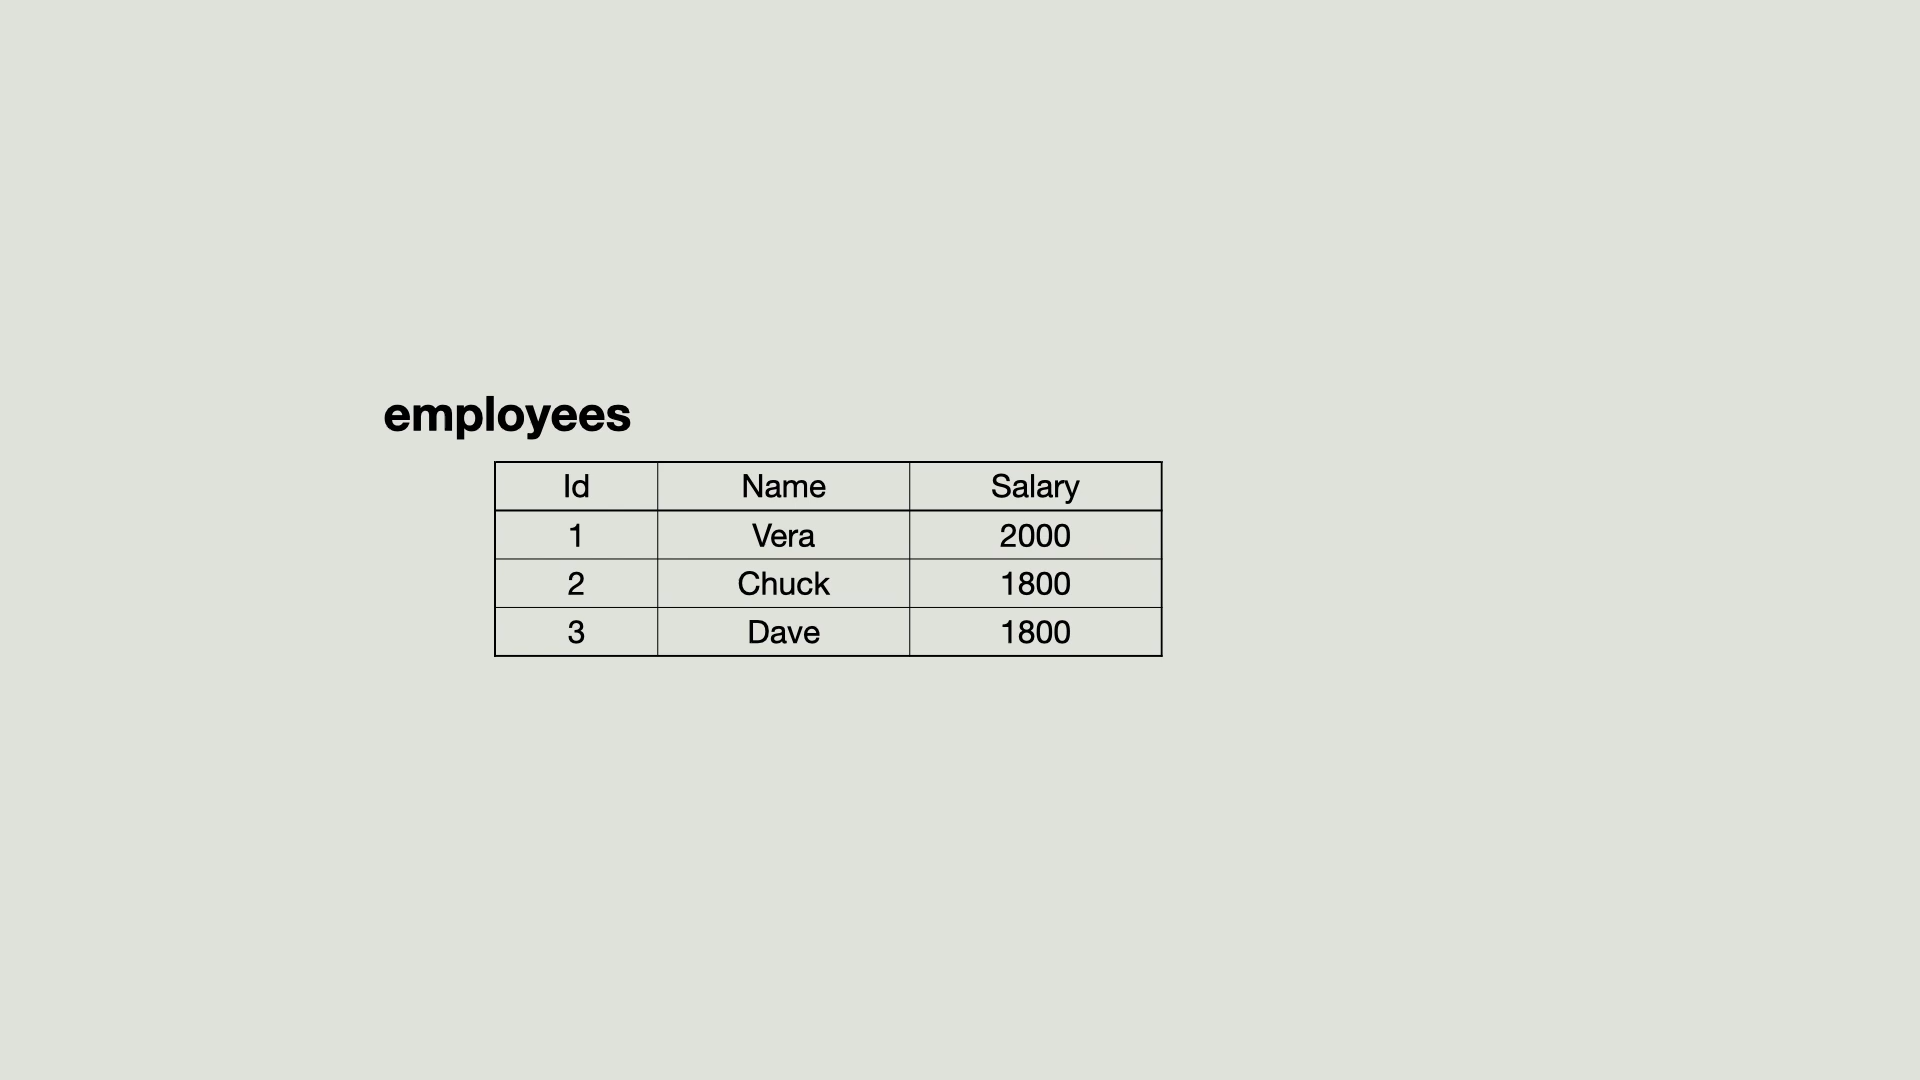 employees
Id Name Salary
1 Vera 2000
2 Chuck 1800
3 Dave 1800